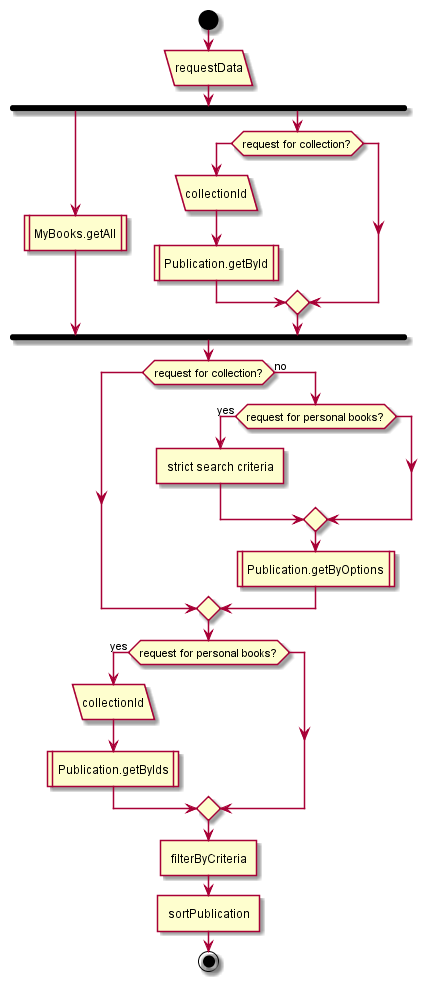 requestData
request for collection?
collectionId
MyBooks.getAll
Publication.getById
request for collection?
no
yes
request for personal books?
strict search criteria
Publication.getByOptions
yes
request for personal books?
collectionId
Publication.getByIds
filterByCriteria
sortPublication